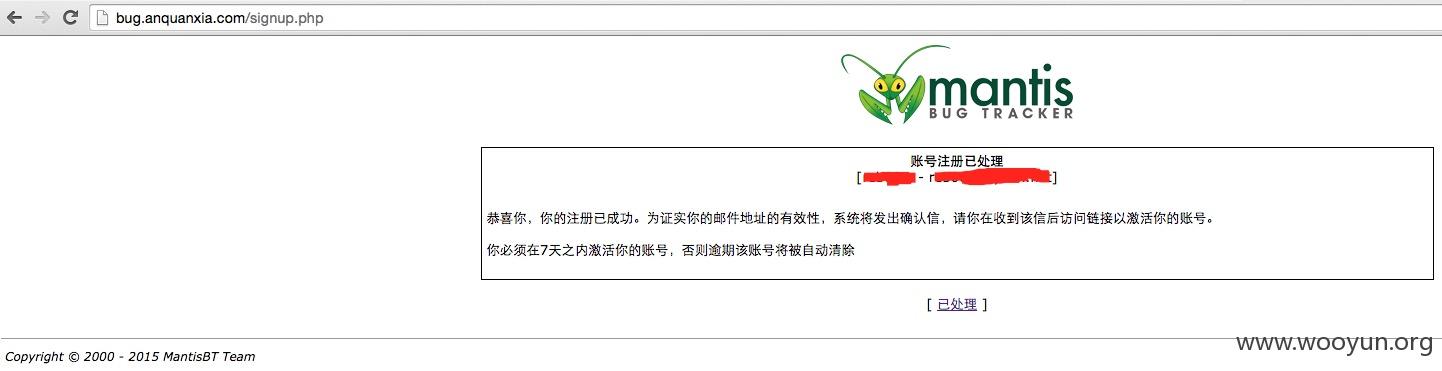 bug.anquanxia.com/signup.php
mantis
BUG TRACKER
账号注册已处理
[ - ]
恭喜你，你的注册已成功。为证实你的邮件地址的有效性，系统将发出确认信，请你在收到该信后访问链接以激活你的账号。
你必须在7天之内激活你的账号，否则逾期该账号将被自动清除
[ 已处理 ]
www.wooyun.org
Copyright © 2000 - 2015 MantisBT Team